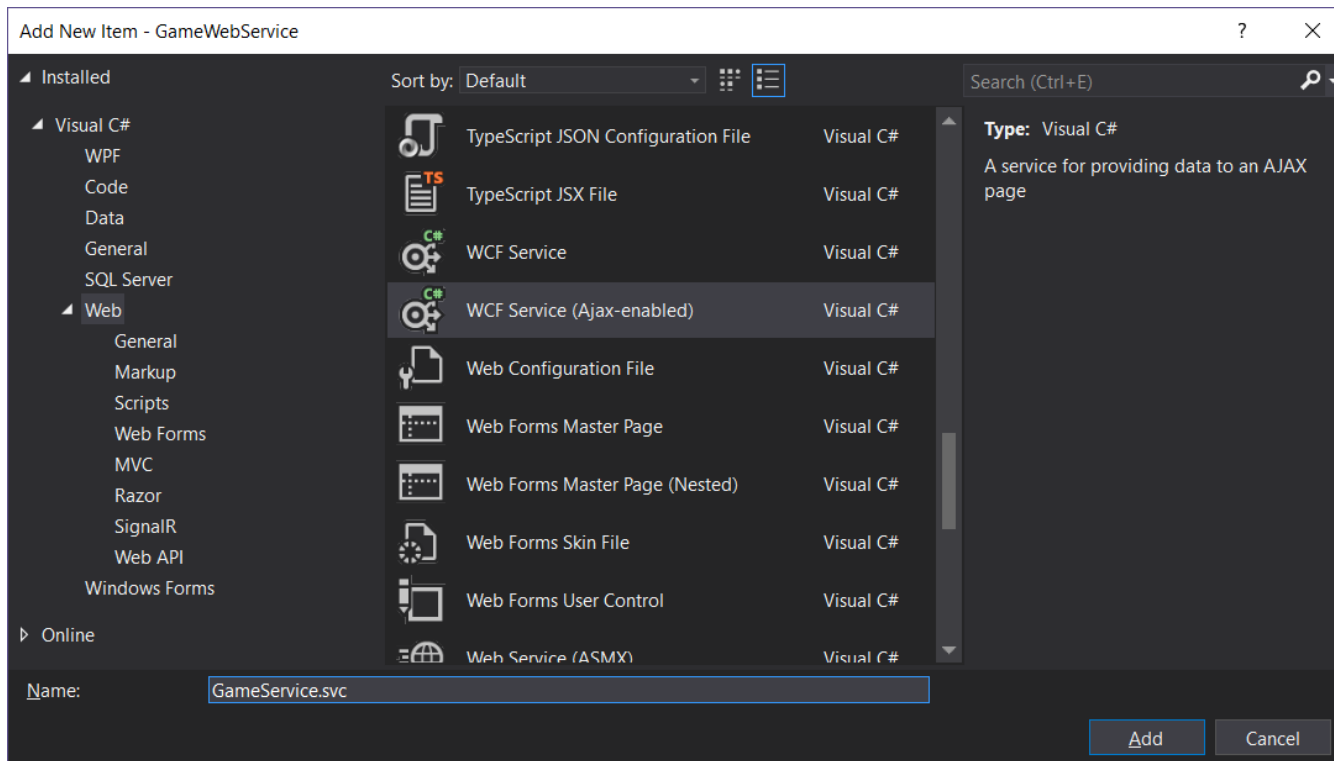 Add New Item - GameWebService
?
Installed
Sort by: Default
Search (Ctrl+E)
Visual C#
WPF
Code
Data
General
SQL Server
Web
General
Markup
Scripts
Web Forms
MVC
Razor
SignalR
Web API
Windows Forms
Online
TypeScript JSON Configuration File Visual C#
TS
TypeScript JSX File Visual C#
C#
WCF Service Visual C#
C#
WCF Service (Ajax-enabled) Visual C#
Web Configuration File Visual C#
Web Forms Master Page Visual C#
Web Forms Master Page (Nested) Visual C#
Web Forms Skin File Visual C#
Web Forms User Control Visual C#
Web Service (ASMX) Visual C#
Type: Visual C#
A service for providing data to an AJAX
page
Name: GameService.svc
Add Cancel